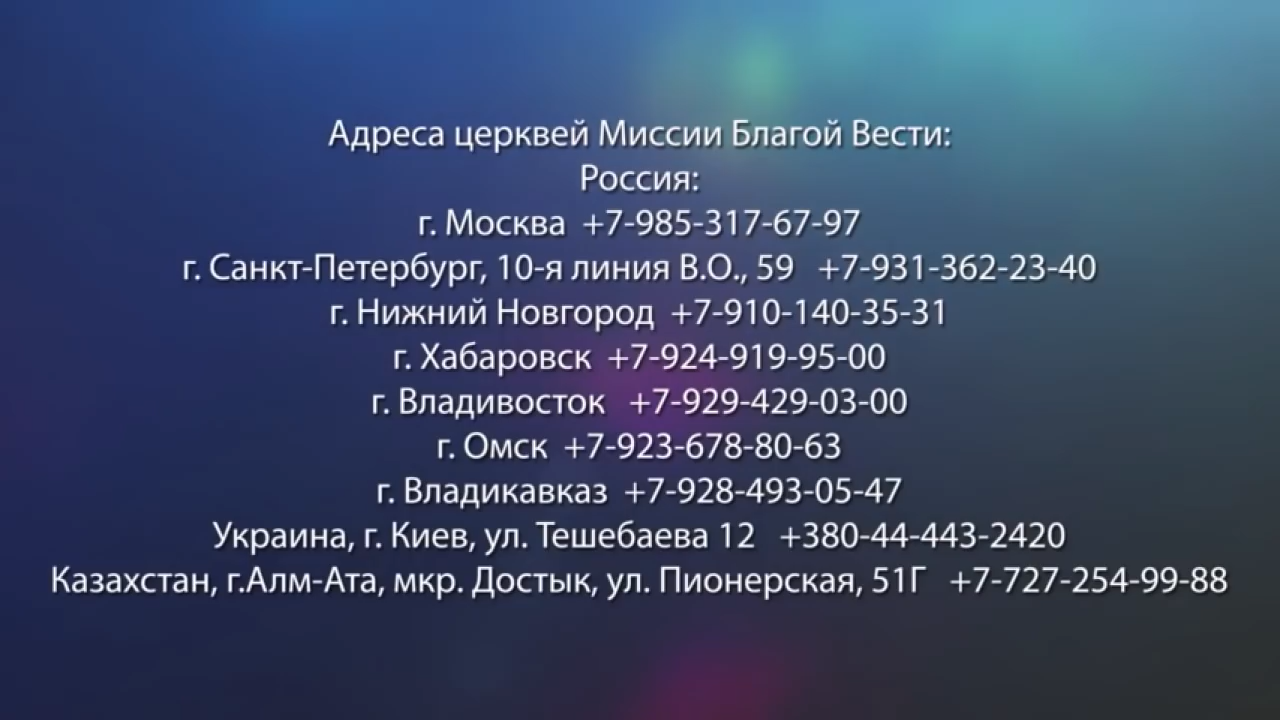 Адреса церквей Миссии Благой Вести:
Россия:
г. Москва +7-985-317-67-97
г. Санкт-Петербург, 10-я линия В.О., 59 +7-931-362-23-40
г. Нижний Новгород +7-910-140-35-31
г. Хабаровск +7-924-919-95-00
г. Владивосток +7-929-429-03-00
г. Омск +7-923-678-80-63
г. Владикавказ +7-928-493-05-47
Украина, г. Киев, ул. Тешебаева 12 +380-44-443-2420
Казахстан, г.Алм-Ата, мкр. Достык, ул. Пионерская, 51Г +7-727-254-99-88